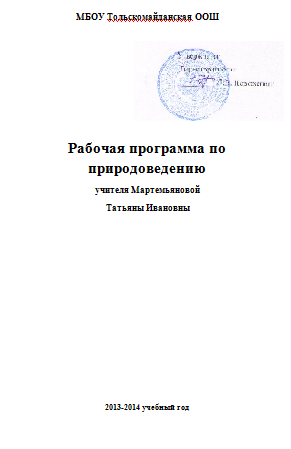 МБОУ Тольскомайданская ООШ
Рабочая программа по
природоведению
учителя Мартемьяновой
Татьяны Ивановны
2013-2014 учебный год